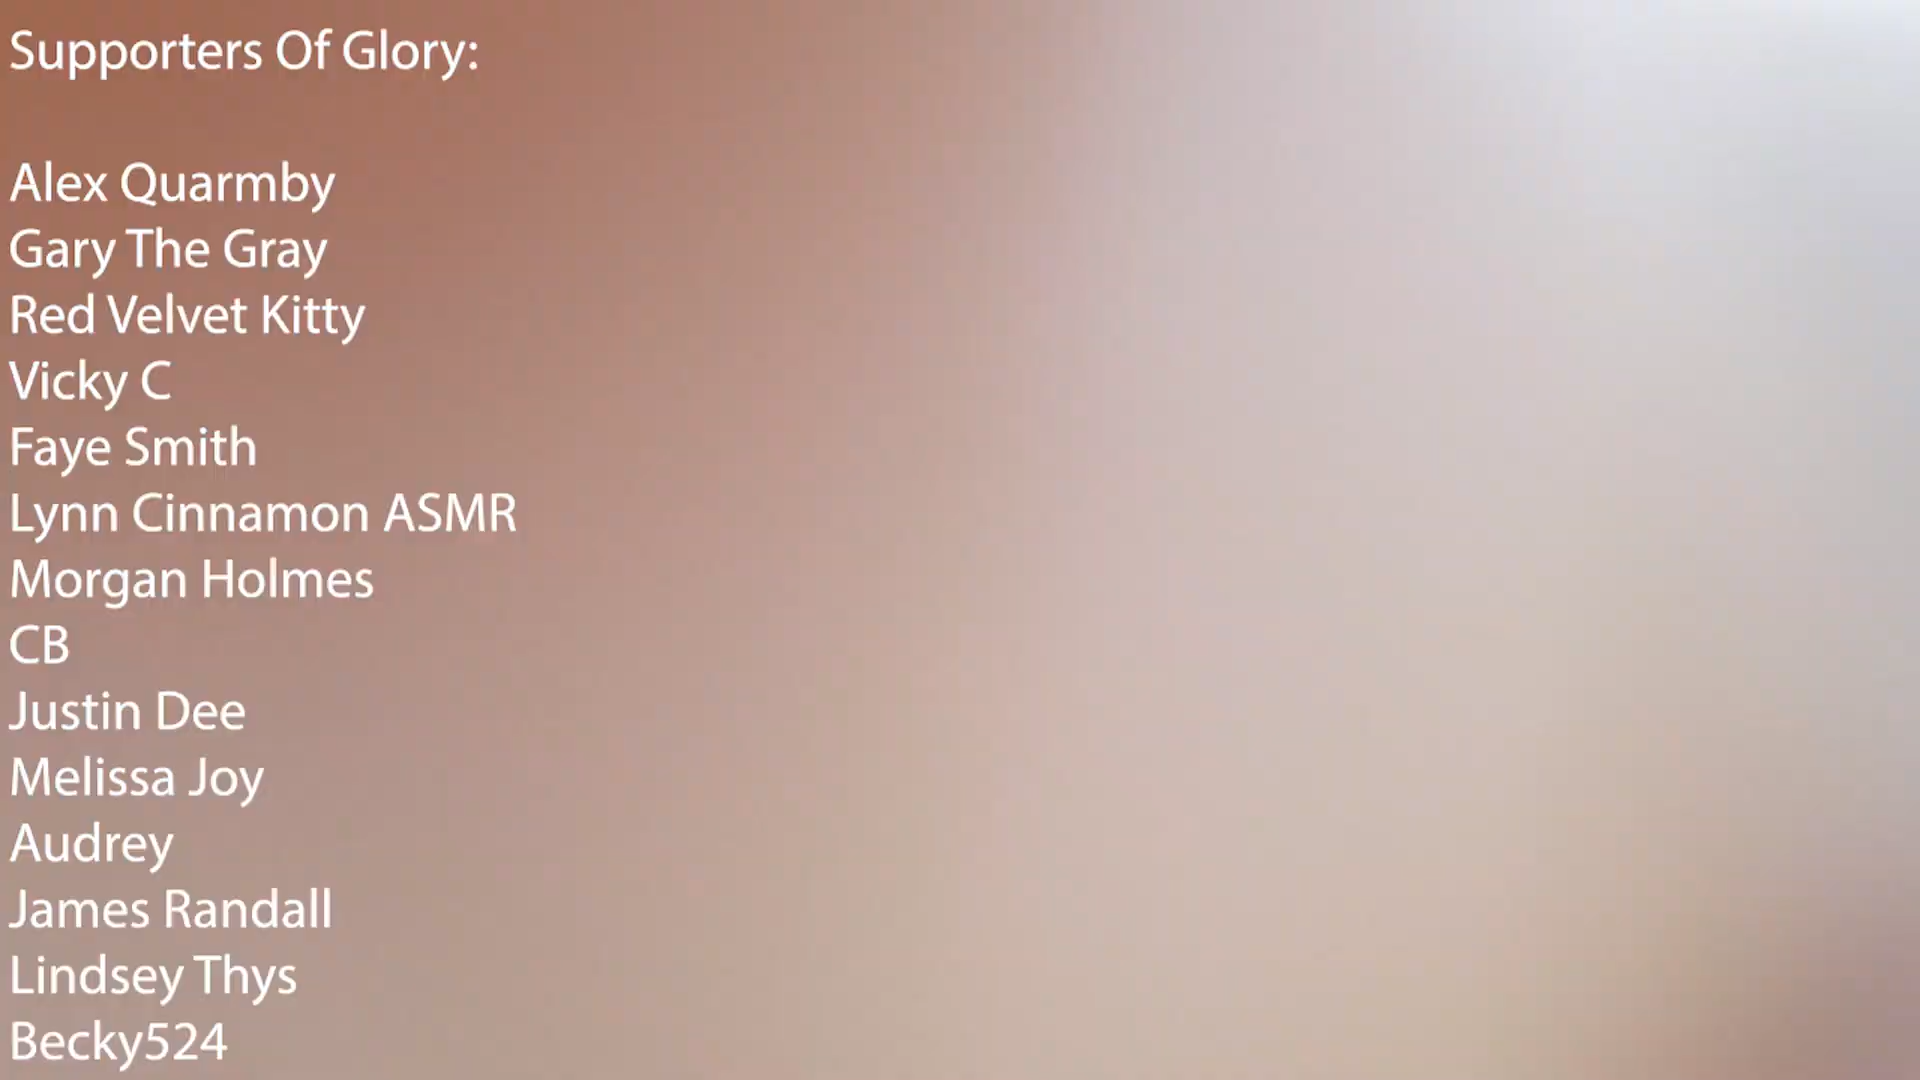 Supporters Of Glory:
Alex Quarmby
Gary The Gray
Red Velvet Kitty
Vicky C
Faye Smith
Lynn Cinnamon ASMR
Morgan Holmes
CB
Justin Dee
Melissa Joy
Audrey
James Randall
Lindsey Thys
Becky524